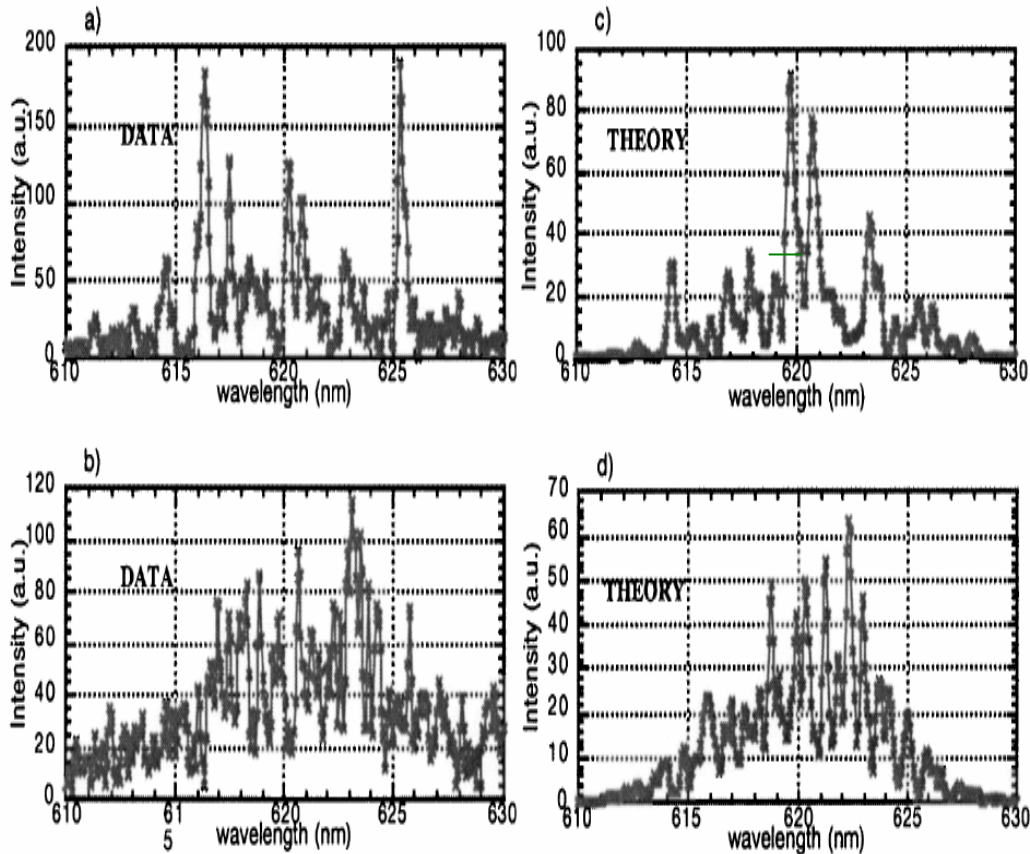 a)
200
150
100
50
0
Intensity (a.u.)
DATA
610 615 620 625 630
wavelength (nm)
c)
100
80
60
40
20
0
Intensity (a.u.)
THEORY
610 615 620 625 630
wavelength (nm)
b)
120
100
80
60
40
20
0
Intensity (a.u.)
DATA
610 61 620 625 630
5
wavelength (nm)
d)
70
60
50
40
30
20
10
0
Intensity (a.u.)
THEORY
610 615 620 625 630
wavelength (nm)